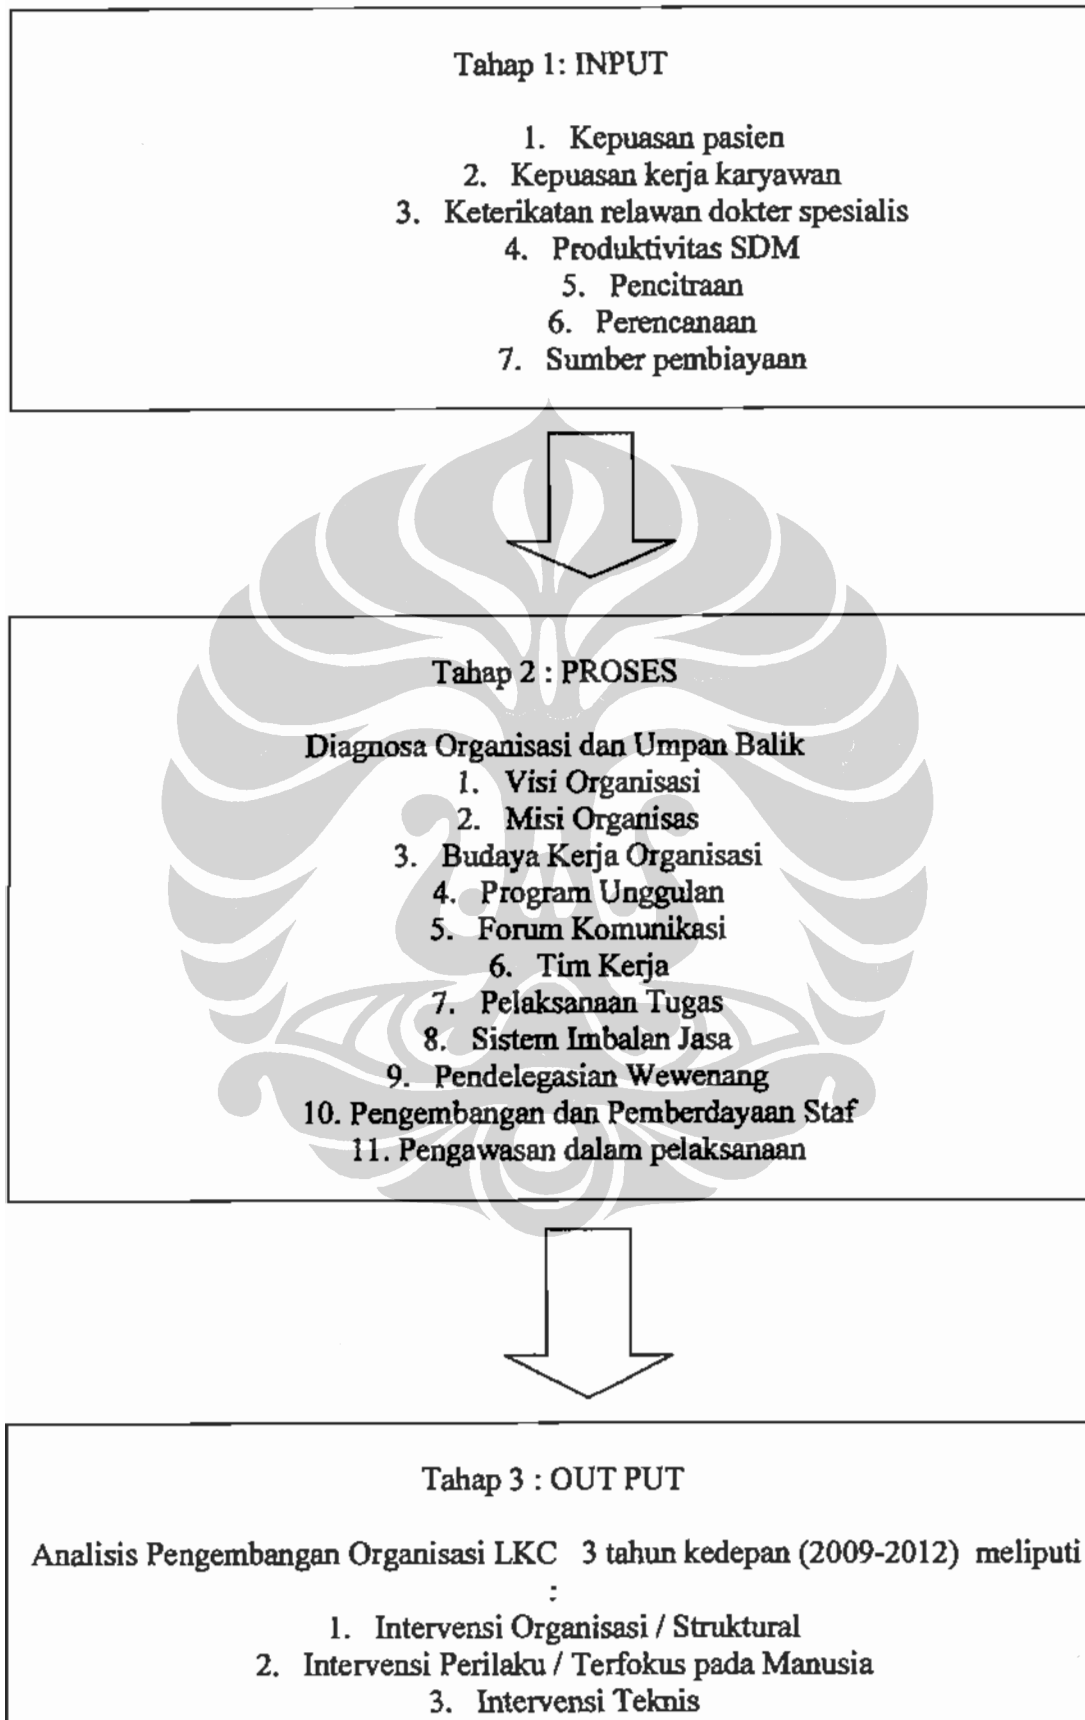 Tahap 1: INPUT
1. Kepuasan pasien
2. Kepuasan kerja karyawan
3. Keterikatan relawan dokter spesialis
4. Produktivitas SDM
5. Pencitraan
6. Perencanaan
7. Sumber pembiayaan
Tahap 2 : PROSES
Diagnosa Organisasi dan Umpan Balik
1. Visi Organisasi
2. Misi Organisas
3. Budaya Kerja Organisasi
4. Program Unggulan
5. Forum Komunikasi
6. Tim Kerja
7. Pelaksanaan Tugas
8. Sistem Imbalan Jasa
9. Pendelegasian Wewenang
10. Pengembangan dan Pemberdayaan Staf
11. Pengawasan dalam pelaksanaan
Tahap 3 : OUT PUT
Analisis Pengembangan Organisasi LKC 3 tahun kedepan (2009-2012) meliputi
:
1. Intervensi Organisasi / Struktural
2. Intervensi Perilaku / Terfokus pada Manusia
3. Intervensi Teknis